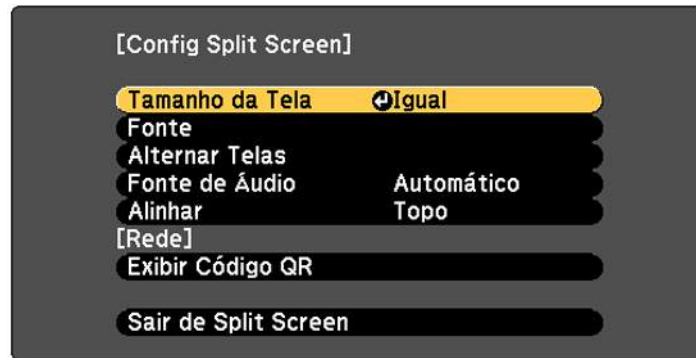 [Config Split Screen]
Tamanho da Tela Igual
Fonte
Alternar Telas
Fonte de Áudio Automático
Alinhar Topo
[Rede]
Exibir Código QR
Sair de Split Screen